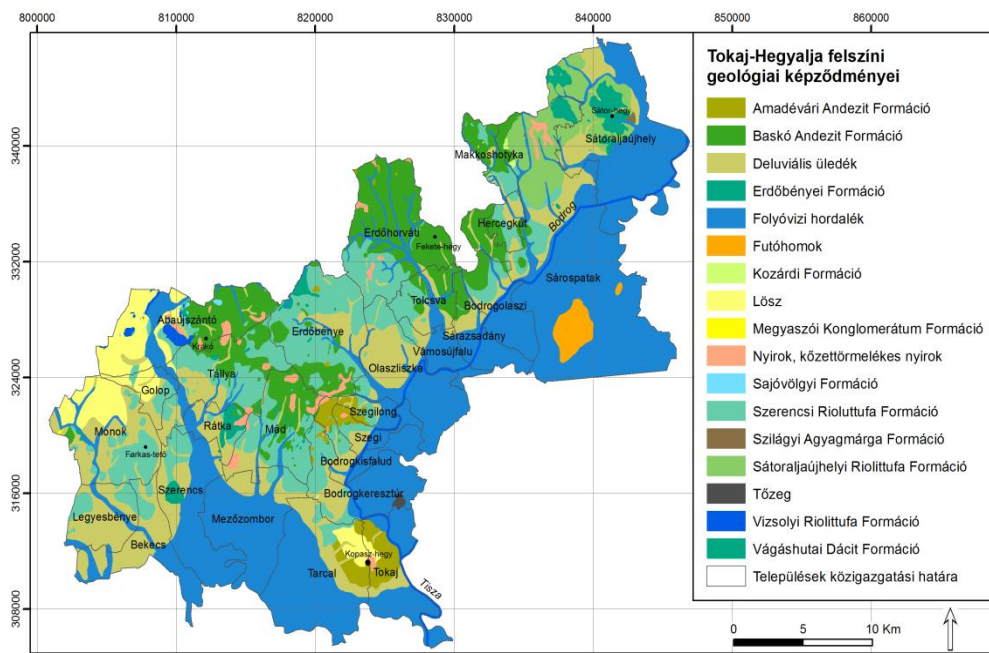 800000 810000 820000 830000 840000 850000 860000
340000
332000
324000
316000
308000
Sátor-hegy
Sátoraljaújhely
Makkoshotyka
Hercegkút
Bodrog
Erdőhorváti
Fekete-hegy
Sárospatak
Tolcsva
Bodrogolaszi
Abaújszántó
Krakó
Erdőbénye
Sárazsadány
Vámosújfalu
Olaszliszka
Tállya
Golop
Szegilong
Monok
Rátka
Mád
Szegi
Farkas-tető
Bodrogkisfalud
Szerencs
Bodrogkeresztúr
Legyesbénye
Mezőzombor
Bekecs
Kopasz-hegy
Tarcal
Tokaj
Tisza
Tokaj-Hegyalja felszíni
geológiai képződményei
Amadévári Andezit Formáció
Baskó Andezit Formáció
Deluviális üledék
Erdőbényei Formáció
Folyóvizi hordalék
Futóhomok
Kozárdi Formáció
Lösz
Megyaszói Konglomerátum Formáció
Nyirok, kőzettörmelékes nyirok
Sajóvölgyi Formáció
Szerencsi Rioluttufa Formáció
Szilágyi Agyagmárga Formáció
Sátoraljaújhelyi Riolittufa Formáció
Tőzeg
Vizsolyi Riolittufa Formáció
Vágáshutai Dácit Formáció
Települések közigazgatási határa
0 5 10 Km